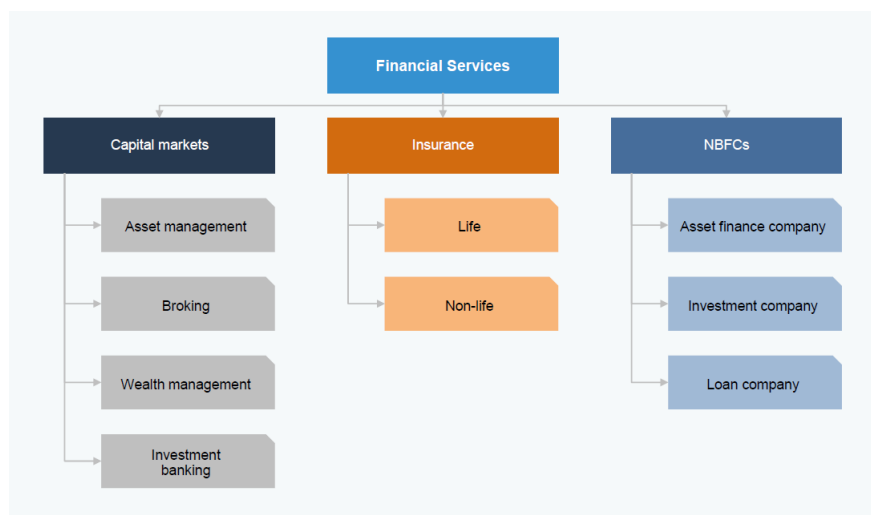 Financial Services
Capital markets
Insurance
NBFCs
Asset management
Life
Asset finance company
Broking
Non-life
Investment company
Wealth management
Loan company
Investment
banking